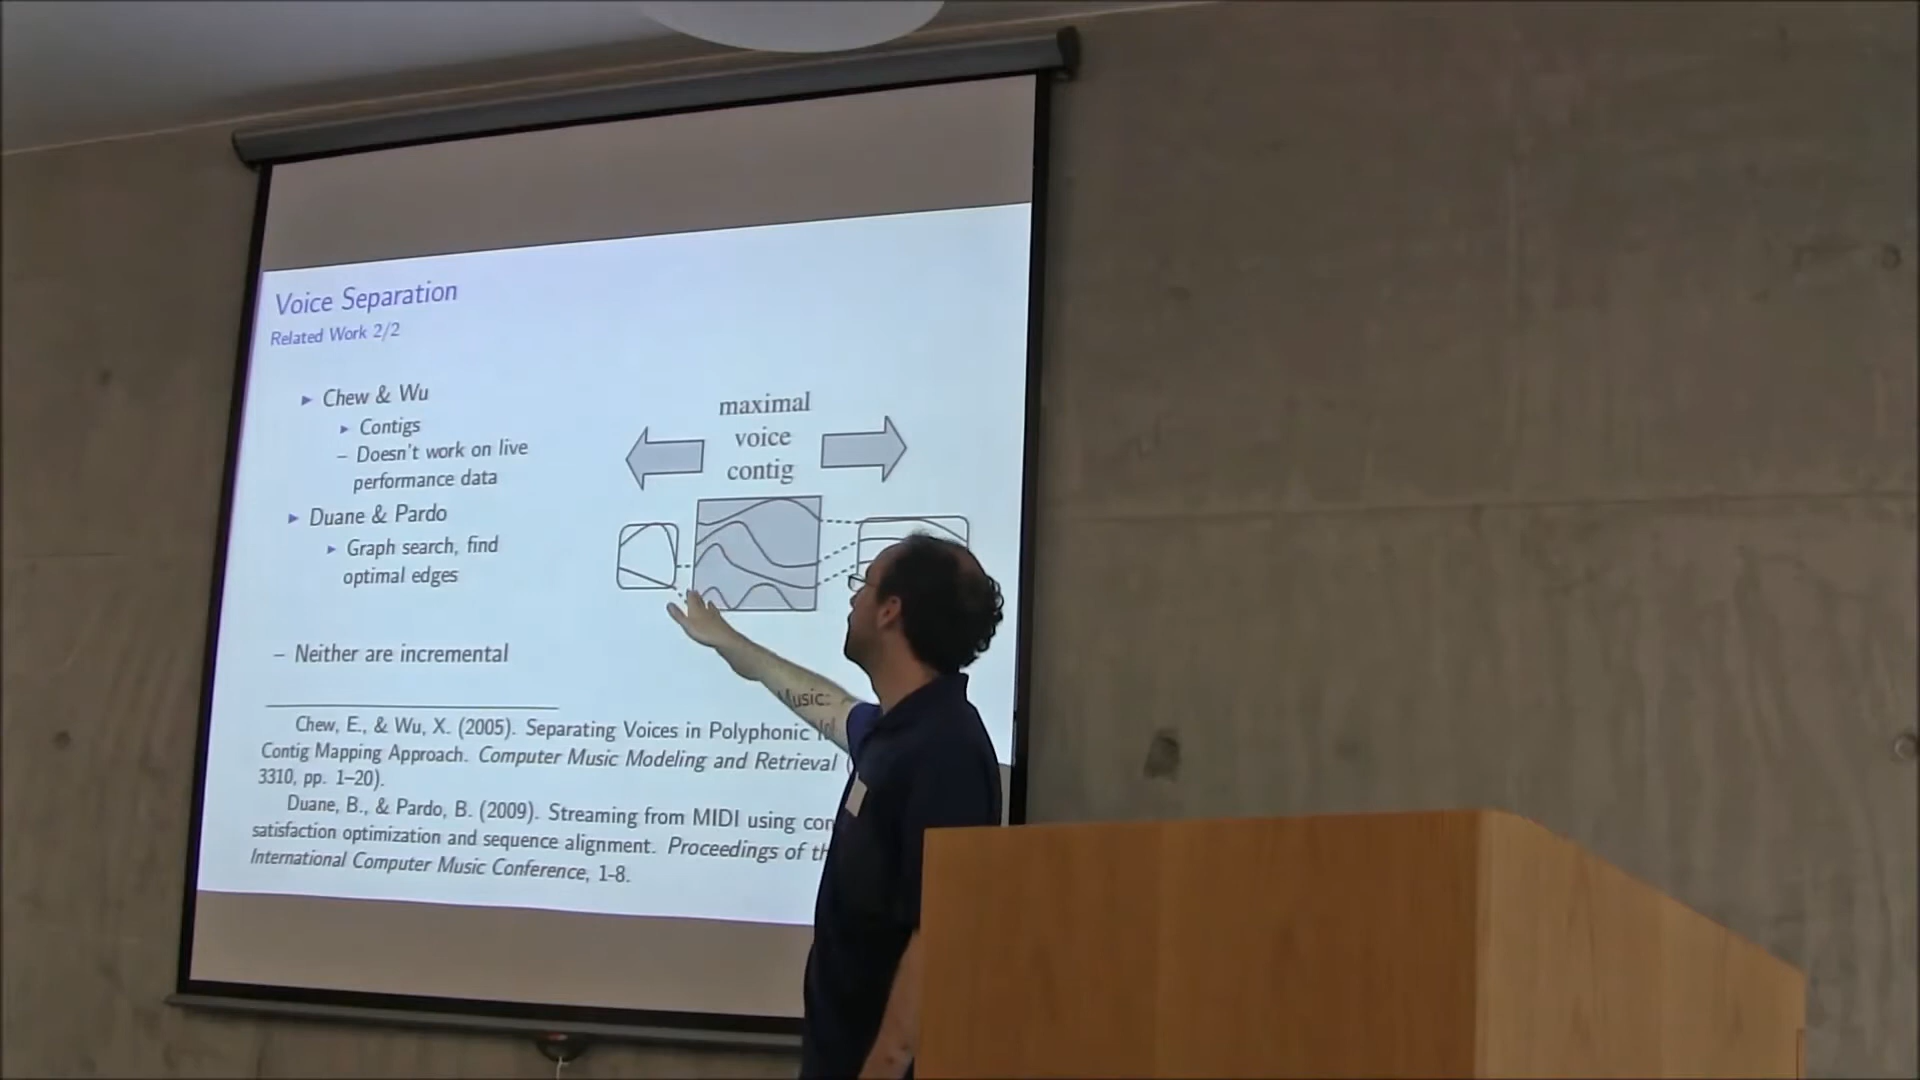 Voice Separation
Related Work 2/2
► Chew & Wu
► Contigs
– Doesn't work on live
performance data
► Duane & Pardo
► Graph search, find
optimal edges
– Neither are incremental
maximal
voice
contig
Chew, E., & Wu, X. (2005). Separating Voices in Polyphonic Music:
Contig Mapping Approach. Computer Music Modeling and Retrieval
3310, pp. 1–20).
Duane, B., & Pardo, B. (2009). Streaming from MIDI using con
satisfaction optimization and sequence alignment. Proceedings of th
International Computer Music Conference, 1-8.